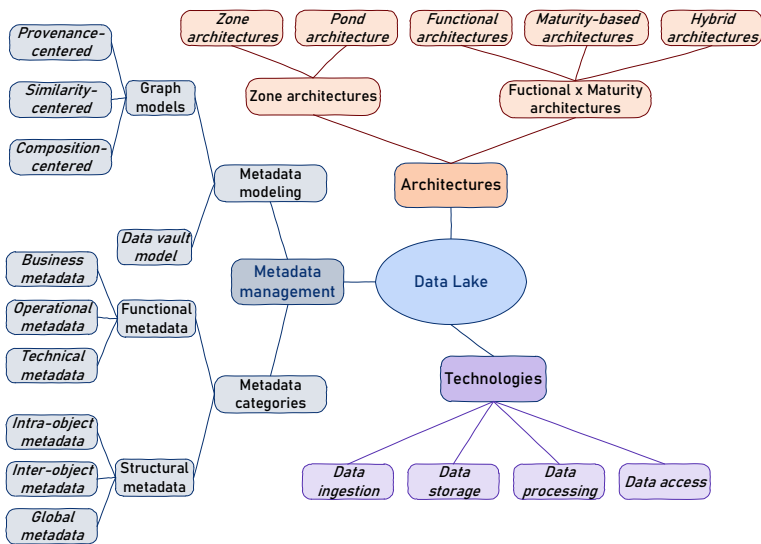 Provenance-
centered
Similarity-
centered
Composition-
centered
Graph
models
Data vault
model
Metadata
modeling
Business
metadata
Operational
metadata
Technical
metadata
Functional
metadata
Intra-object
metadata
Inter-object
metadata
Global
metadata
Structural
metadata
Metadata
categories
Metadata
management
Data Lake
Zone
architectures
Pond
architecture
Zone architectures
Functional
architectures
Maturity-based
architectures
Hybrid
architectures
Fuctional x Maturity
architectures
Architectures
Technologies
Data
ingestion
Data
storage
Data
processing
Data access